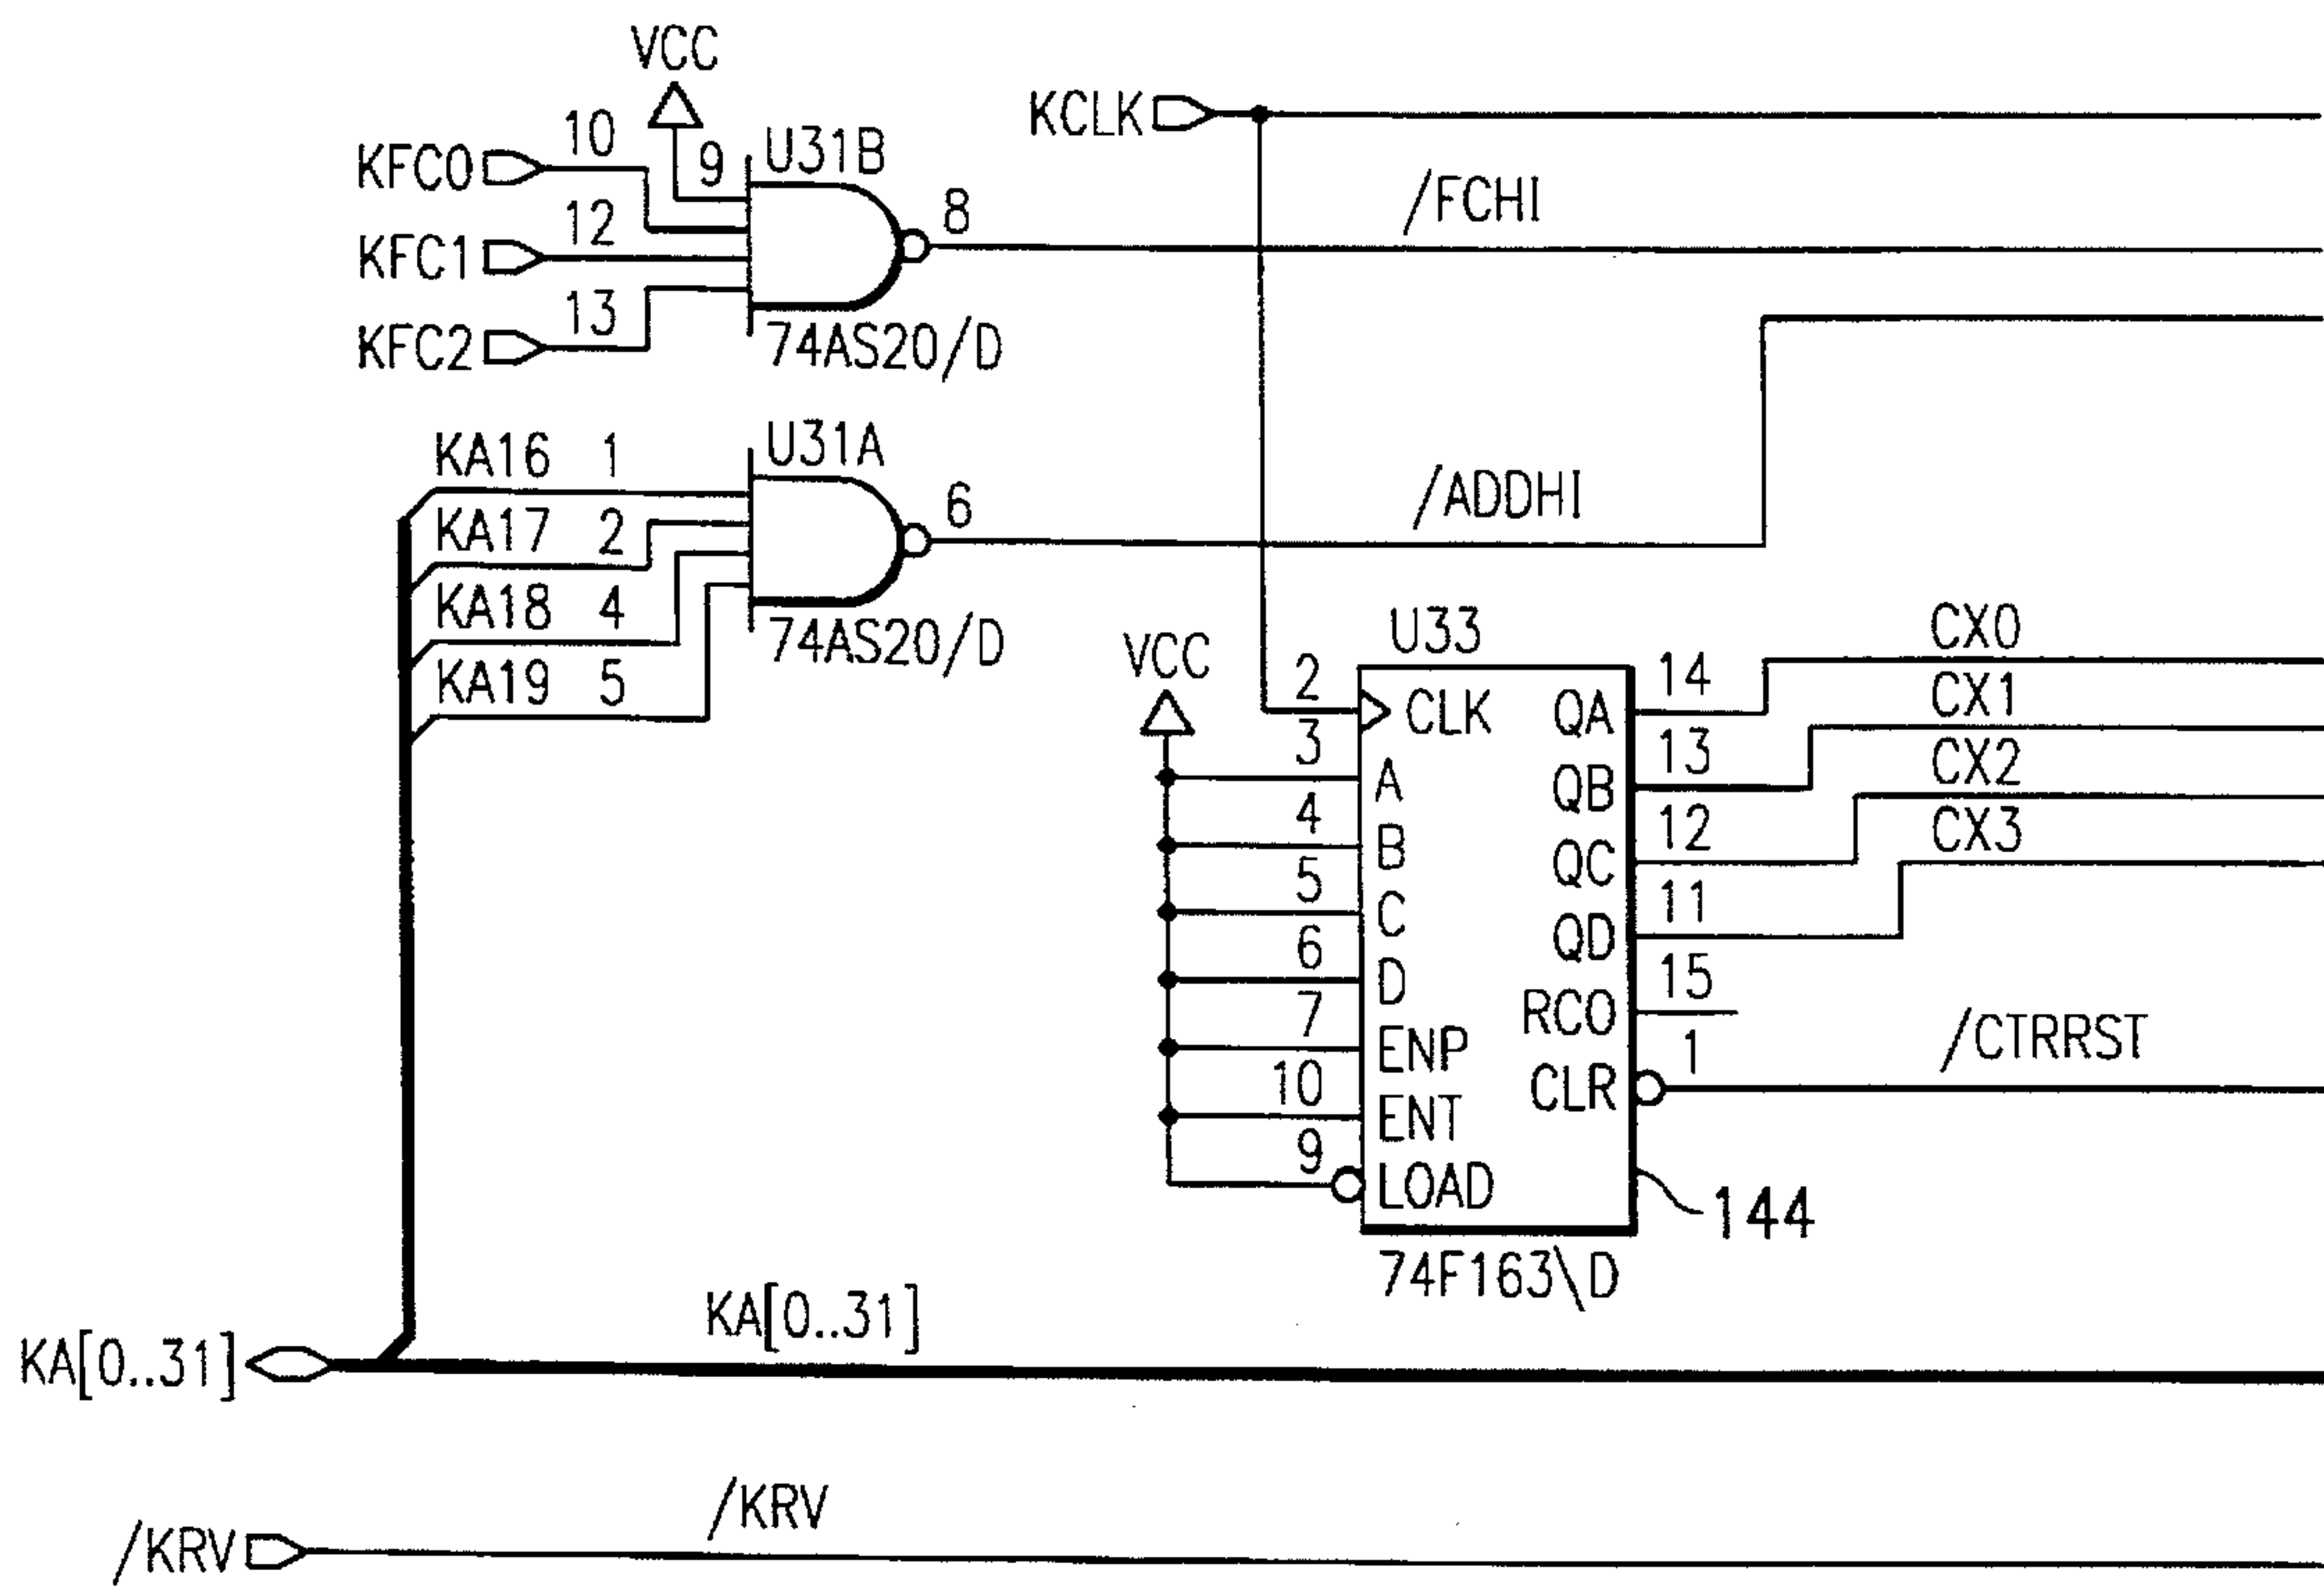 VCC
KCLK
10
U31B
9
KFC0
/FCHI
8
12
KFC1
13
KFC2
74AS20/D
U31A
KA16 1
/ADDHI
6
KA17 2
KA18 4
74AS20/D
KA19 5
VCC
U33
CX0
2
14
CLK
QA
CX1
3
13
A
QB
CX2
4
12
B
QC
CX3
5
11
C
QD
6
15
D
RCO
7
1
/CTRRST
ENP
CLR
10
ENT
9
LOAD
144
74F163\D
KA[0..31]
KA[0..31]
/KRV
/KRV